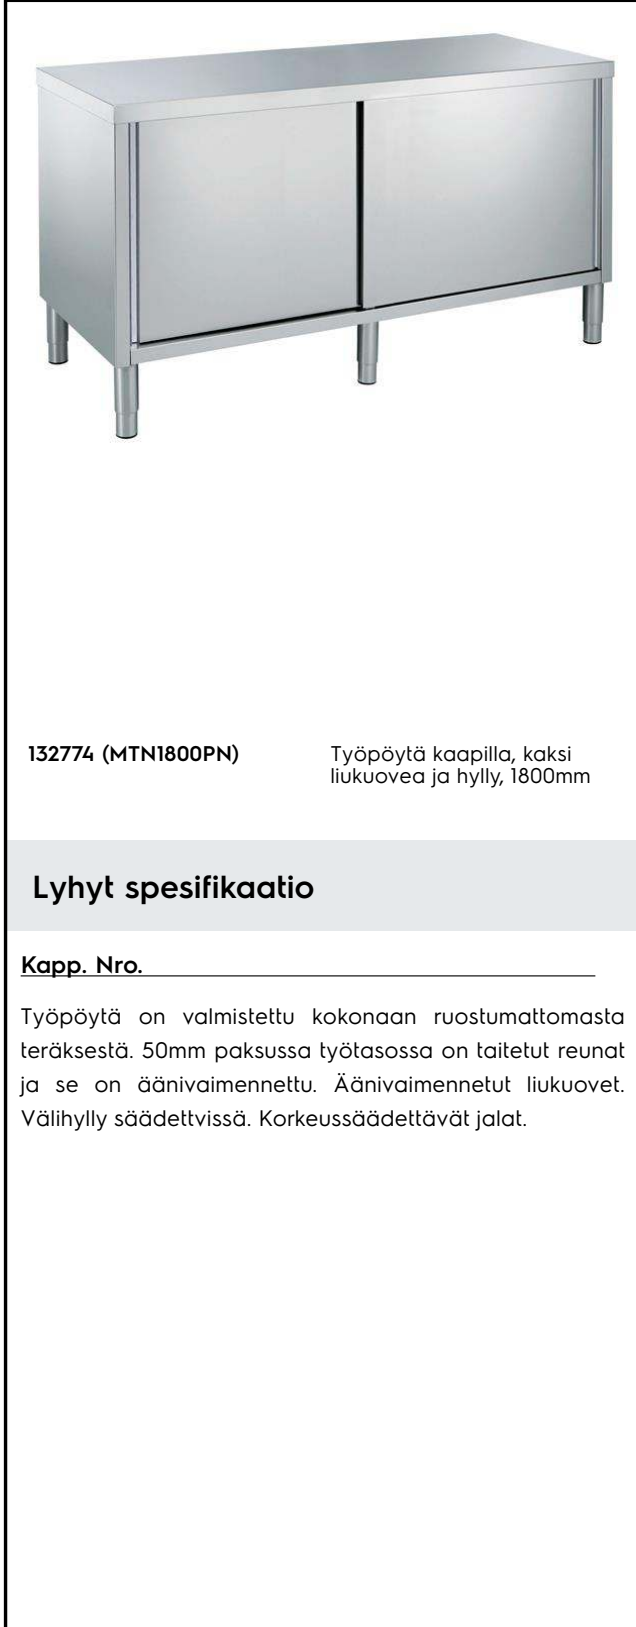 132774 (MTN1800PN)
Työpöytä kaapilla, kaksi
liukuovea ja hylly, 1800mm
Lyhyt spesifikaatio
Kapp. Nro.
Työpöytä on valmistettu kokonaan ruostumattomasta
teräksestä. 50mm paksussa työtasossa on taitetut reunat
ja se on äänivaimennettu. Äänivaimennetut liukuovet.
Välihylly säädettvissä. Korkeussäädettävät jalat.